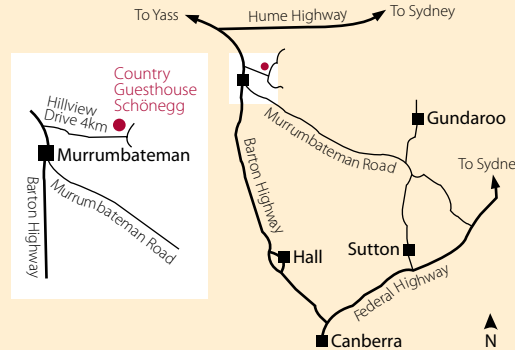 To Yass
Hume Highway
To Sydney
Country
Guesthouse
Schönegg
Hillview
Drive 4km
Murrumbateman
Barton Highway
Murrumbateman Road
Murrumbateman Road
Gundaroo
To Sydne
Barton Highway
Hall
Sutton
Federal Highway
Canberra
N